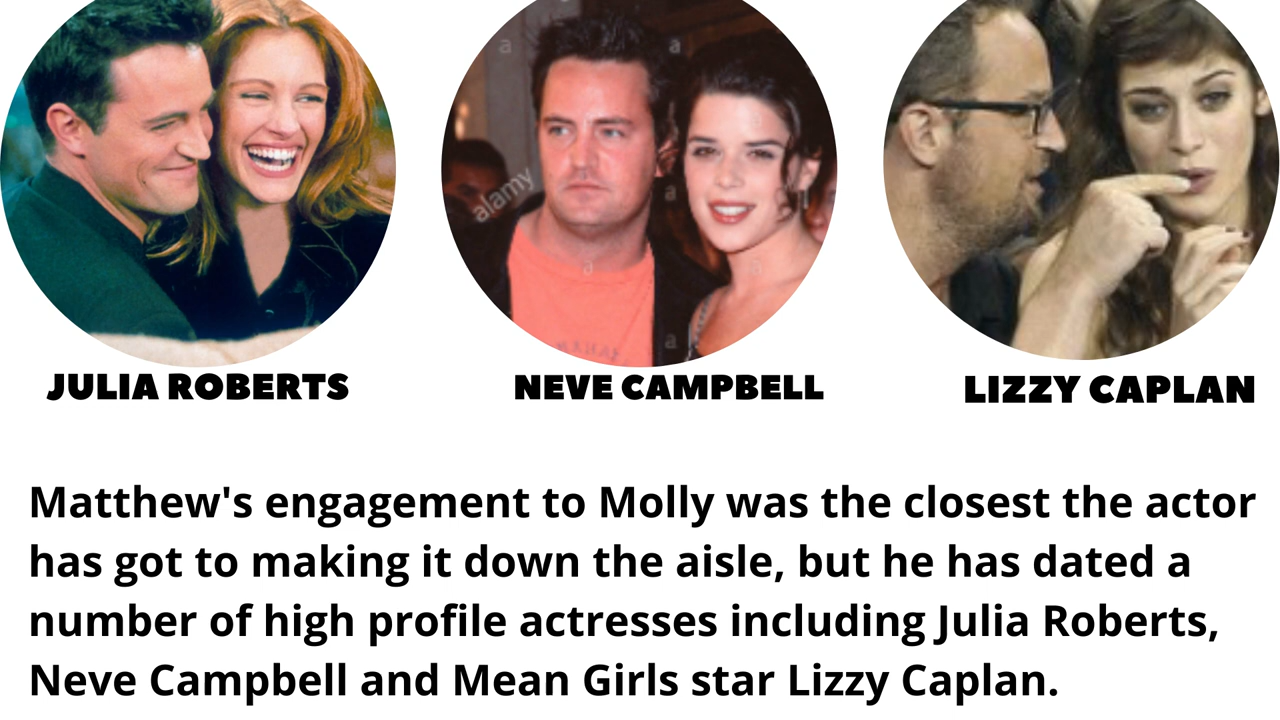 alamy
a
a
a
a
a
a
JULIA ROBERTS
NEVE CAMPBELL
LIZZY CAPLAN
Matthew's engagement to Molly was the closest the actor
has got to making it down the aisle, but he has dated a
number of high profile actresses including Julia Roberts,
Neve Campbell and Mean Girls star Lizzy Caplan.